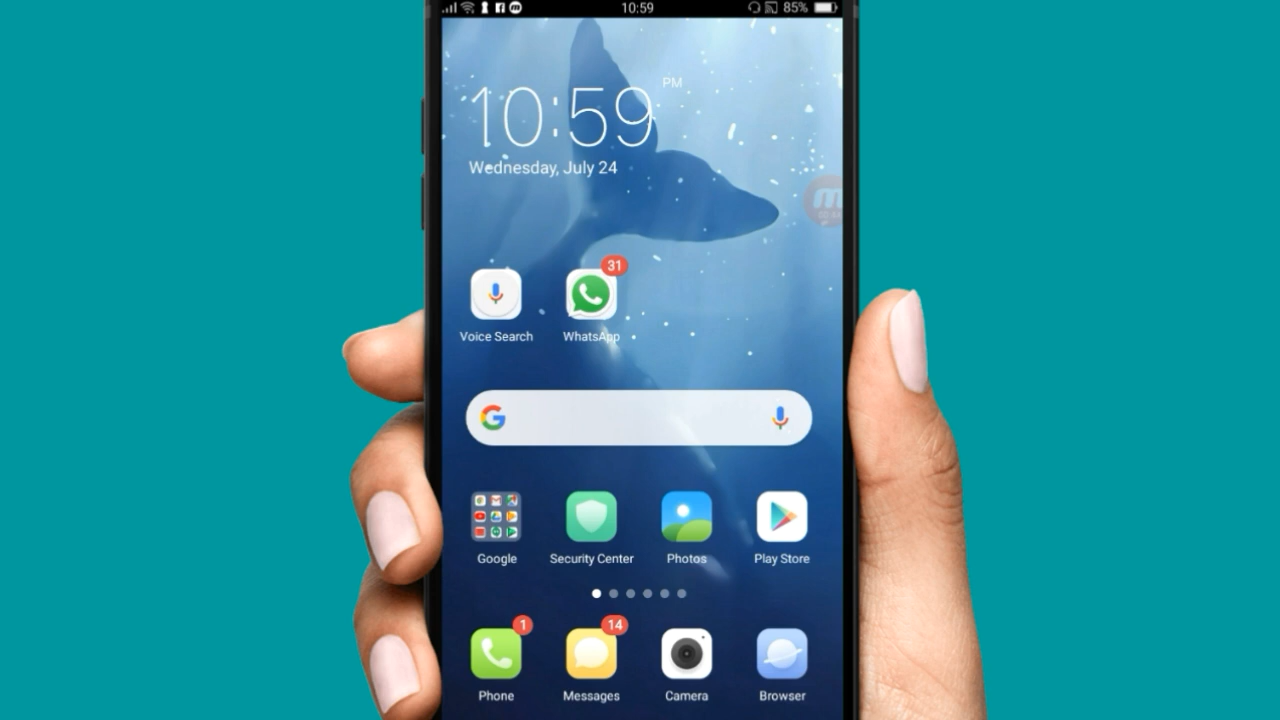 10:59
85%
10:59
PM
Wednesday, July 24
31
Voice Search
WhatsApp
Google
Security Center
Photos
Play Store
1
14
Phone
Messages
Camera
Browser